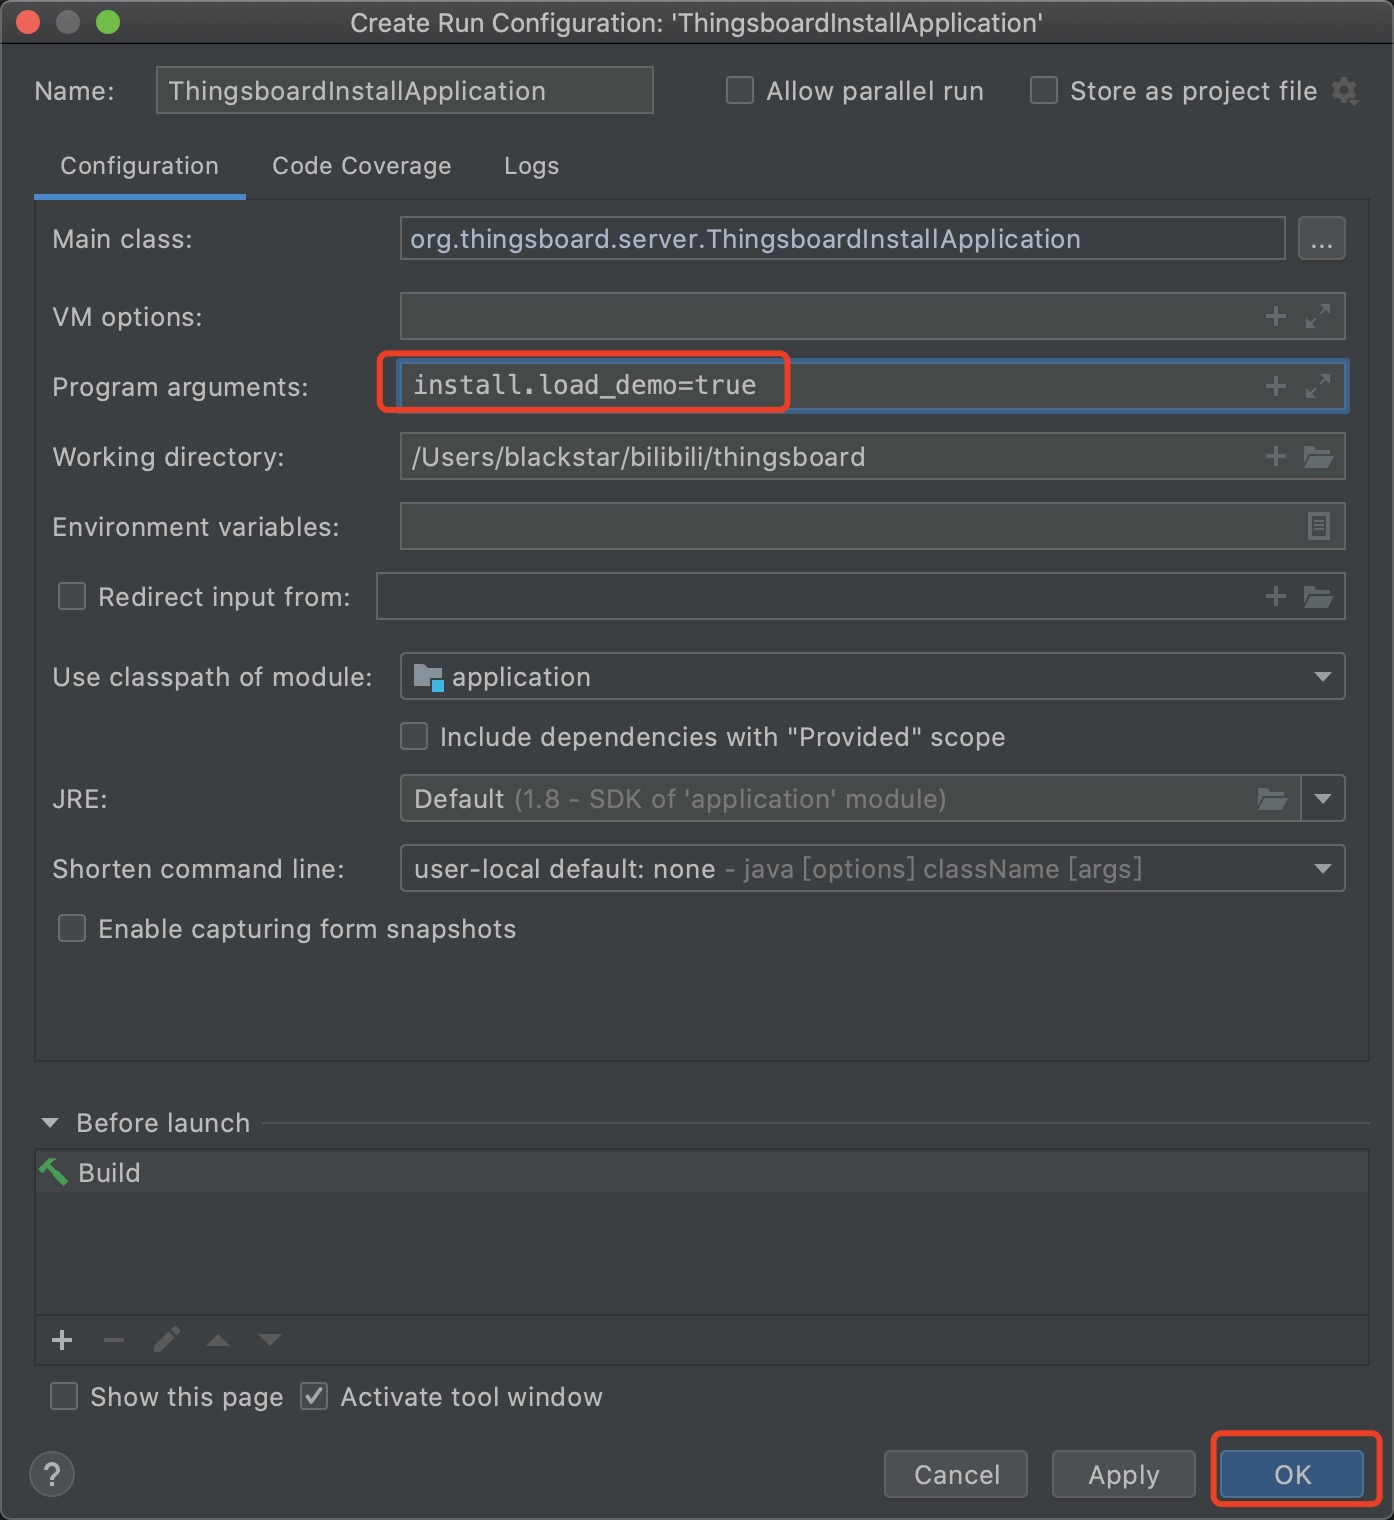 Create Run Configuration: 'ThingsboardInstallApplication'
Name: ThingsboardInstallApplication Allow parallel run Store as project file
Configuration Code Coverage Logs
Main class: org.thingsboard.server.ThingsboardInstallApplication ...
VM options:
Program arguments: install.load_demo=true
Working directory: /Users/blackstar/bilibili/thingsboard
Environment variables:
Redirect input from:
Use classpath of module: application
Include dependencies with "Provided" scope
JRE: Default (1.8 - SDK of 'application' module)
Shorten command line: user-local default: none - java [options] className [args]
Enable capturing form snapshots
Before launch
Build
Show this page Activate tool window
? Cancel Apply OK